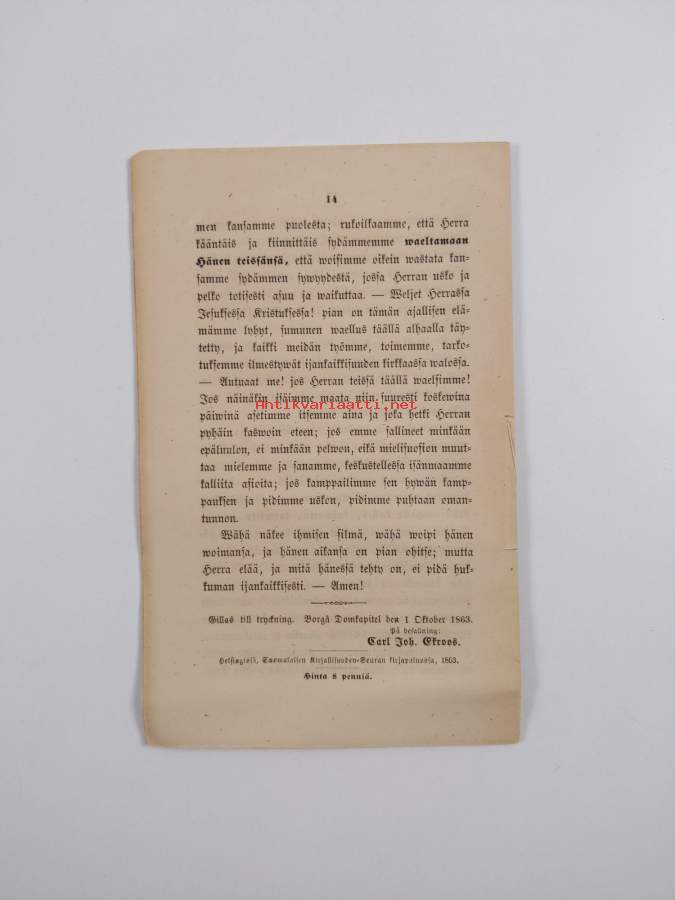 14
men kansamme puolesta; rukoilkaamme, että Herra
kääntäis ja kiinnittäis sydämmemme waeltamaan
Hänen teissänsä, että woisimme oikein wastata kan-
samme sydämmen sywyydestä, jossa Herran usko ja
pelko totisesti asuu ja waikuttaa. — Weljet Herrassa
Jesuksessa Kristuksessa! pian on tämän ajallisen elä-
mämme lyhyt, sumunen waellus täällä alhaalla täy-
tetty, ja kaikki meidän työmme, toimemme, tarko-
tuksemme ilmestywät ijankaikkisuuden kirkkaassa walossa.
— Autuaat me! jos Herran teissä täällä waelsimme!
Jos näinäkin isäimme maata niin suuresti koskewina
Antikvariaatti.net
päiwinä asetimme itsemme aina ja joka hetki Herran
pyhäin kaswoin eteen; jos emme sallineet minkään
epäluulon, ei minkään pelwon, eikä mielisuosion muut-
taa mielemme ja sanamme, keskustellessa isänmaamme
kalliita asioita; jos kamppailimme sen hywän kamp-
pauksen ja pidimme uskon, pidimme puhtaan oman-
tunnon.
Wähä näkee ihmisen silmä, wähä woipi hänen
woimansa, ja hänen aikansa on pian ohitse; mutta
Herra elää, ja mitä hänessä tehty on, ei pidä huk-
kuman ijankaikkisesti. — Amen!
Gillas till tryckning. Borgå Domkapitel den 1 Oktober 1863.
På befallning:
Carl Joh. Ekroos.
Helsingissä, Suomalaisen Kirjallisuuden-Seuran kirjapainossa, 1863.
Hinta 8 penniä.